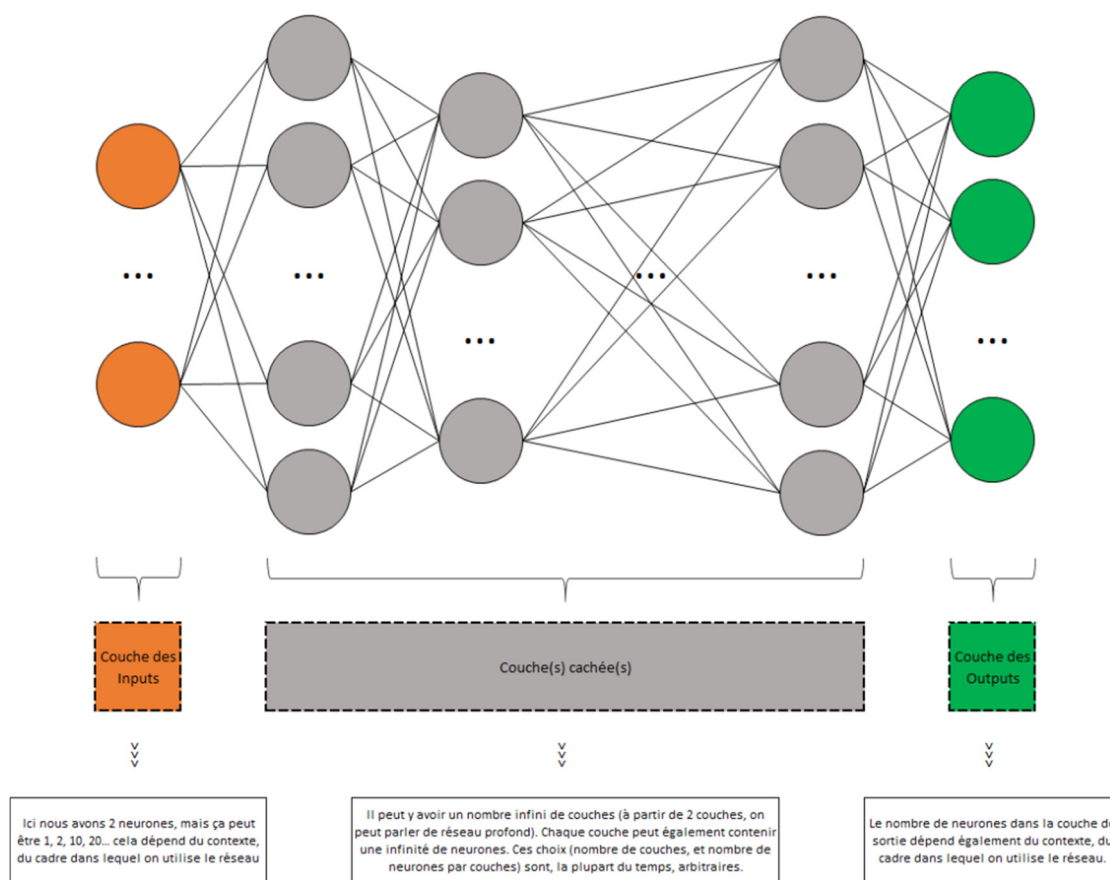 ...
...
...
...
...
...
Couche des
Inputs
Couche(s) cachée(s)
Couche des
Outputs
Ici nous avons 2 neurones, mais ça peut
être 1, 2, 10, 20... cela dépend du contexte,
du cadre dans lequel on utilise le réseau
Il peut y avoir un nombre infini de couches (à partir de 2 couches, on
peut parler de réseau profond). Chaque couche peut également contenir
une infinité de neurones. Ces choix (nombre de couches, et nombre de
neurones par couches) sont, la plupart du temps, arbitraires.
Le nombre de neurones dans la couche de
sortie dépend également du contexte, du
cadre dans lequel on utilise le réseau.